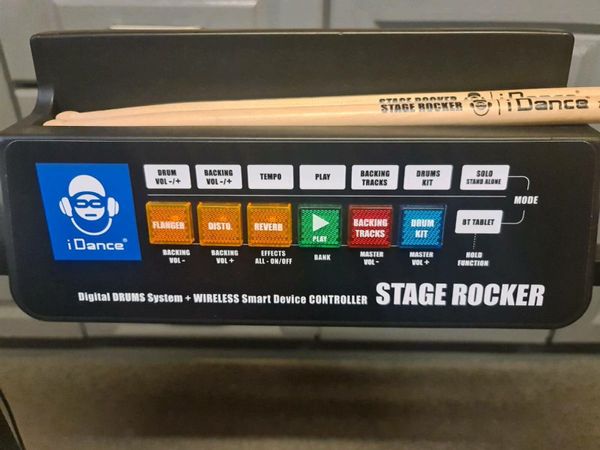 STAGE ROCKER
STAGE ROCKER
iDance®
DRUM VOL -/+
BACKING VOL -/+
TEMPO
PLAY
BACKING TRACKS
DRUMS KIT
SOLO STAND ALONE
MODE
FLANGER
DISTO.
REVERB
PLAY
BACKING TRACKS
DRUM KIT
BT TABLET
BACKING VOL -
BACKING VOL +
EFFECTS ALL - ON/OFF
BANK
MASTER VOL -
MASTER VOL +
HOLD FUNCTION
iDance®
Digital DRUMS System + WIRELESS Smart Device CONTROLLER STAGE ROCKER